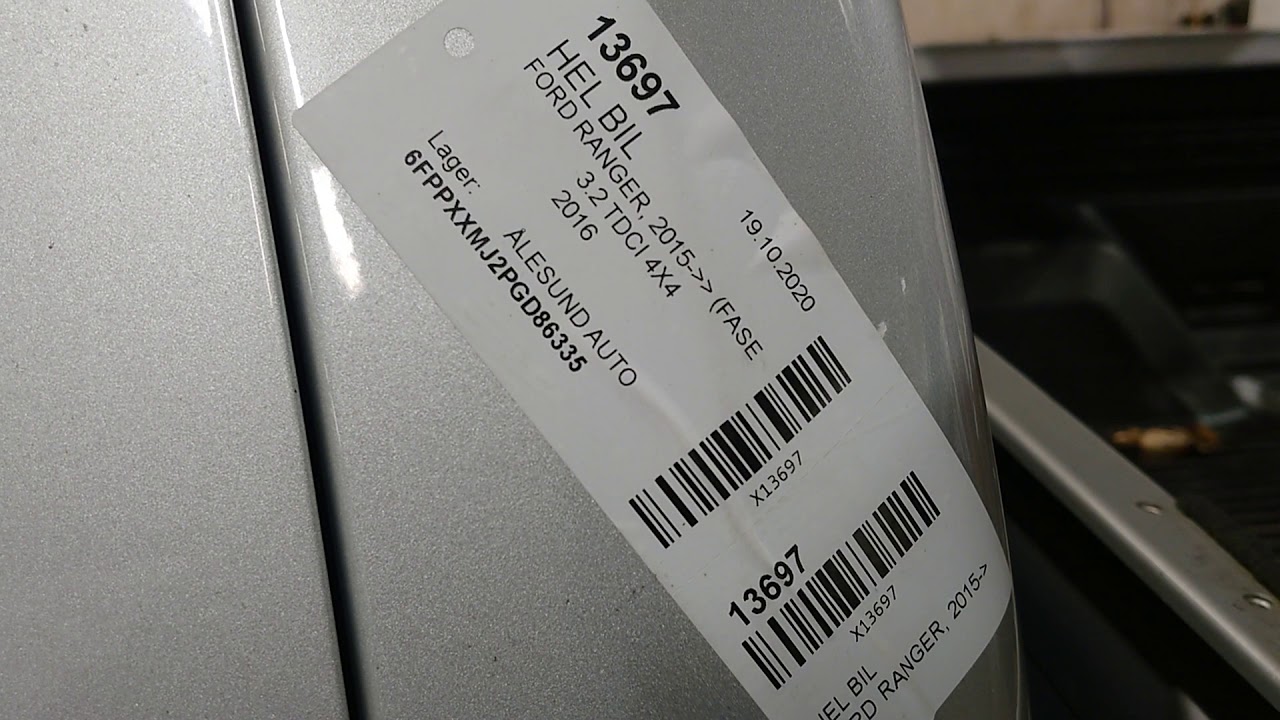 13697
HEL BIL
FORD RANGER, 2015->> (FASE
3.2 TDCI 4X4
2016
19.10.2020
Lager:
ÅLESUND AUTO
6FPPXXMJ2PGD86335
X13697
13697
X13697
HEL BIL
FORD RANGER, 2015->